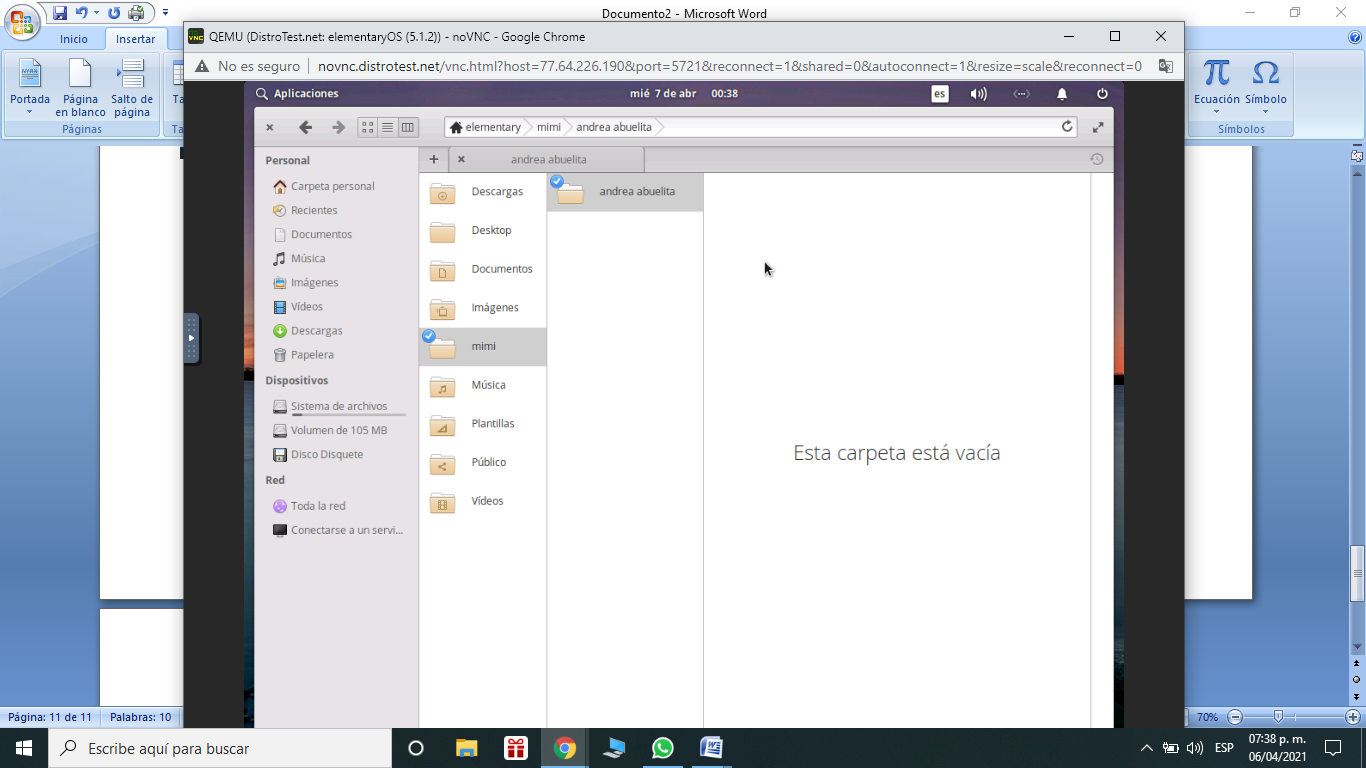 Documento2 - Microsoft Word
Inicio
Insertar
Portada
Página en blanco
Salto de página
Páginas
Ecuación
Símbolo
Símbolos
QEMU (DistroTest.net: elementaryOS (5.1.2)) - noVNC - Google Chrome
No es seguro
novnc.distrotest.net/vnc.html?host=77.64.226.190&port=5721&reconnect=1&shared=0&autoconnect=1&resize=scale&reconnect=0
Aplicaciones
mié 7 de abr 00:38
es
elementary
mimi
andrea abuelita
andrea abuelita
Personal
Carpeta personal
Recientes
Documentos
Música
Imágenes
Vídeos
Descargas
Papelera
Dispositivos
Sistema de archivos
Volumen de 105 MB
Disco Disquete
Red
Toda la red
Conectarse a un servi...
Descargas
Desktop
Documentos
Imágenes
mimi
Música
Plantillas
Público
Vídeos
andrea abuelita
Esta carpeta está vacía
Página: 11 de 11
Palabras: 10
70%
Escribe aquí para buscar
ESP
07:38 p. m.
06/04/2021